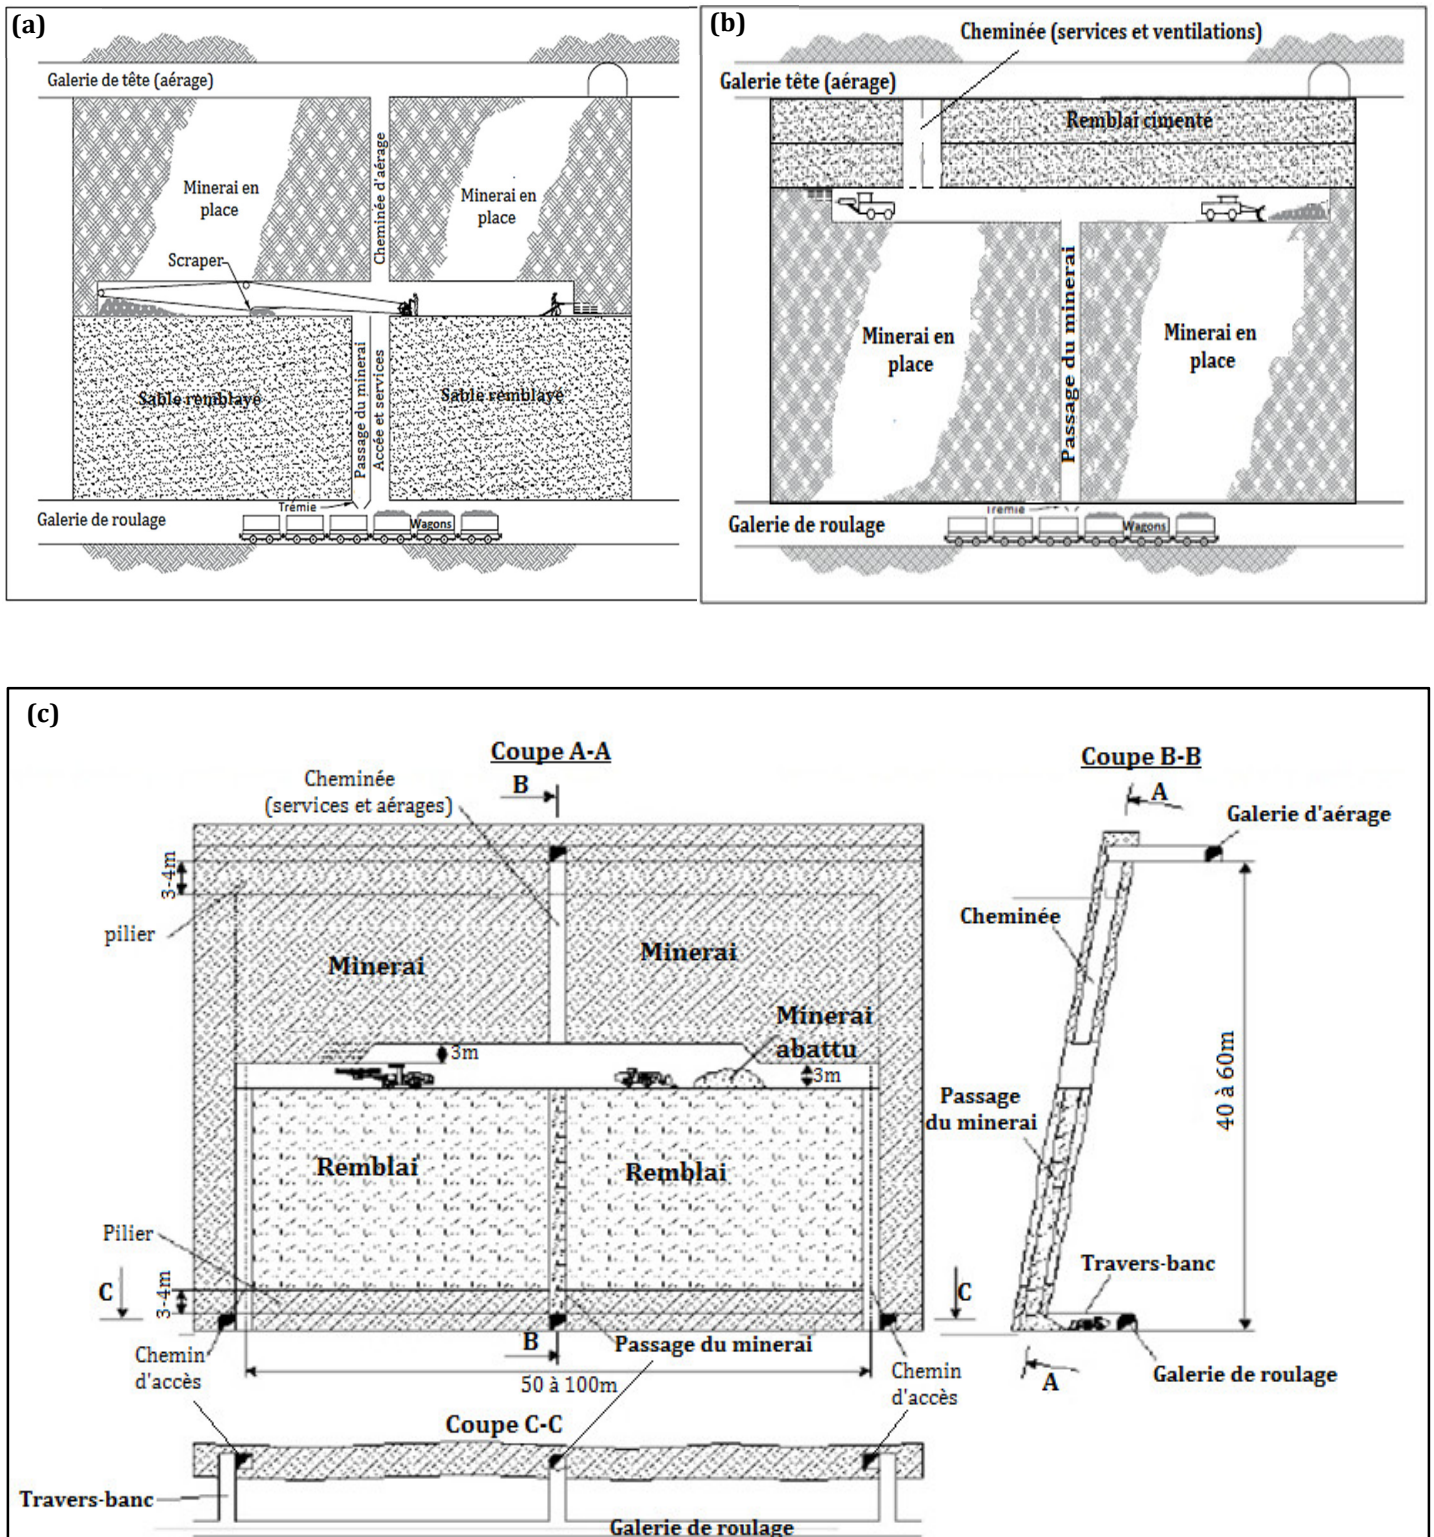 (a)
Galerie de tête (aérage)
Minerai en
place
Cheminée d'aérage
Minerai en
place
Scraper
Sable remblayé
Passage du minerai
Accée et services
Sable remblayé
Trémie
Galerie de roulage
Wagons
(b)
Cheminée (services et ventilations)
Galerie tête (aérage)
Remblai cimenté
Minerai en
place
Passage du minerai
Minerai en
place
Trémie
Galerie de roulage
Wagons
(c)
Coupe A-A
Coupe B-B
Cheminée
(services et aérages)
B
A
Galerie d'aérage
3-4m
pilier
Minerai
Minerai
Cheminée
Minerai
abattu
3m
3m
Passage
du minerai
40 à 60m
Remblai
Remblai
Pilier
Travers-banc
C
3-4m
C
B
Passage du minerai
Chemin
d'accès
50 à 100m
Chemin
d'accès
A
Galerie de roulage
Coupe C-C
Travers-banc
Galerie de roulage